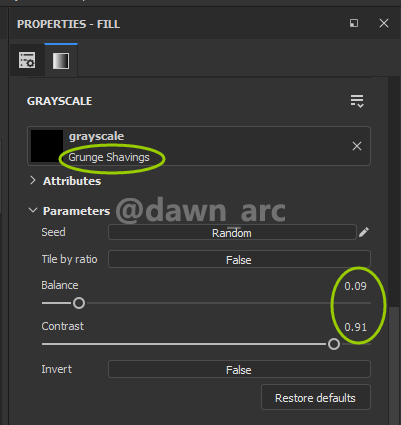 PROPERTIES - FILL
GRAYSCALE
grayscale
Grunge Shavings
Attributes
Parameters
@dawn_arc
Seed Random
Tile by ratio False
Balance 0.09
Contrast 0.91
Invert False
Restore defaults